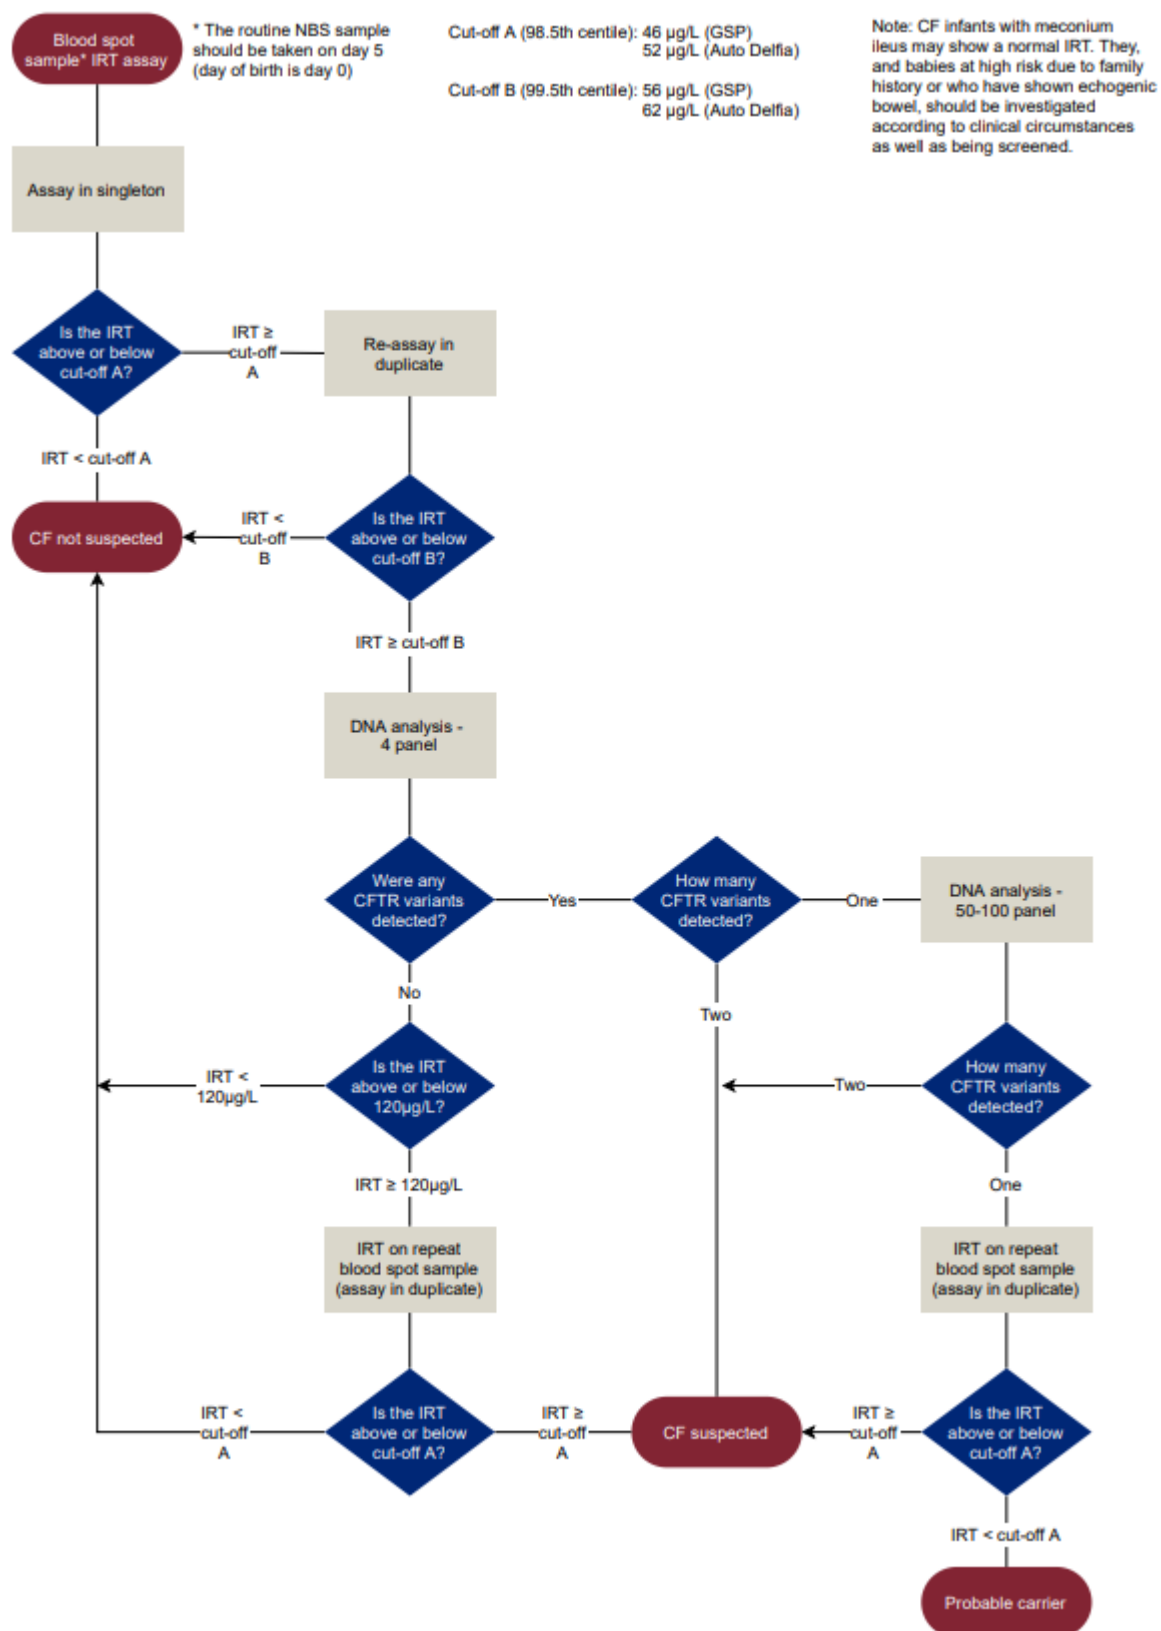 Blood spot
sample* IRT assay
* The routine NBS sample
should be taken on day 5
(day of birth is day 0)
Cut-off A (98.5th centile): 46 µg/L (GSP)
52 µg/L (Auto Delfia)
Cut-off B (99.5th centile): 56 µg/L (GSP)
62 µg/L (Auto Delfia)
Note: CF infants with meconium
ileus may show a normal IRT. They,
and babies at high risk due to family
history or who have shown echogenic
bowel, should be investigated
according to clinical circumstances
as well as being screened.
Assay in singleton
Is the IRT
above or below
cut-off A?
IRT ≥
cut-off
A
Re-assay in
duplicate
IRT < cut-off A
CF not suspected
IRT <
cut-off
B
Is the IRT
above or below
cut-off B?
IRT ≥ cut-off B
DNA analysis -
4 panel
Were any
CFTR variants
detected?
Yes
How many
CFTR variants
detected?
One
DNA analysis -
50-100 panel
No
Two
IRT <
120µg/L
Is the IRT
above or below
120µg/L?
Two
How many
CFTR variants
detected?
IRT ≥ 120µg/L
One
IRT on repeat
blood spot sample
(assay in duplicate)
IRT on repeat
blood spot sample
(assay in duplicate)
IRT <
cut-off
A
Is the IRT
above or below
cut-off A?
IRT ≥
cut-off
A
CF suspected
IRT ≥
cut-off
A
Is the IRT
above or below
cut-off A?
IRT < cut-off A
Probable carrier